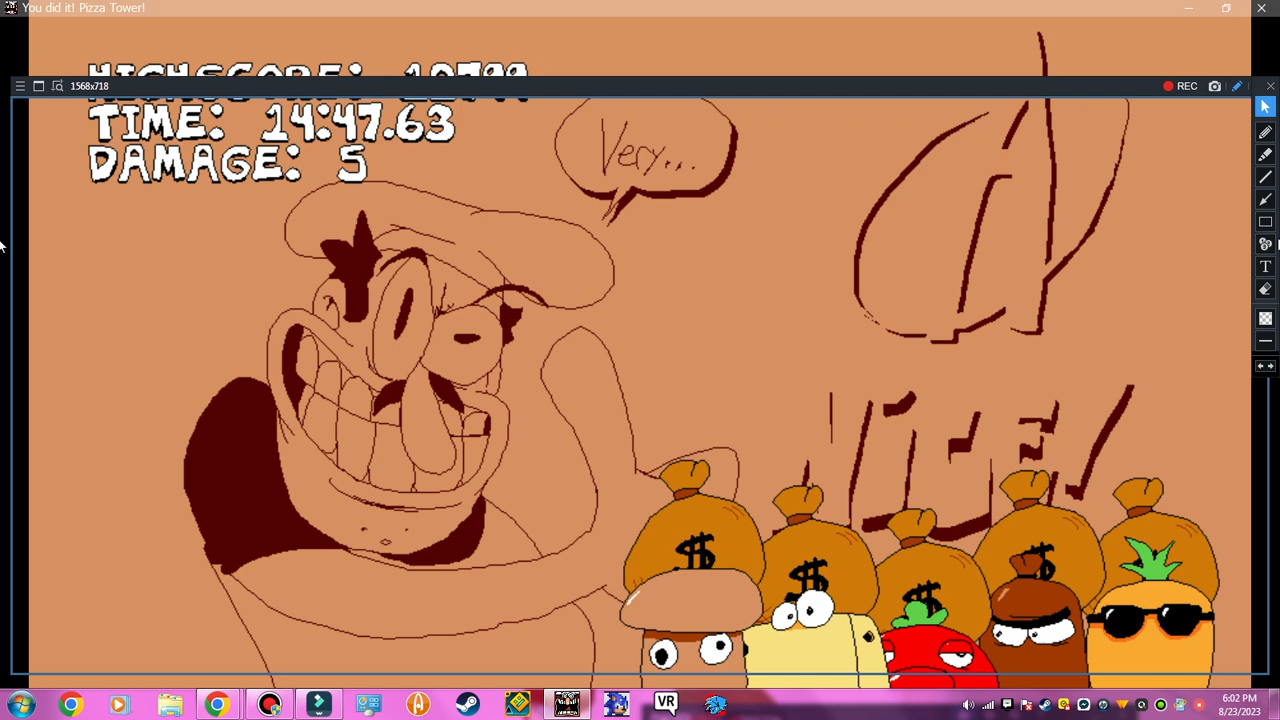 You did it! Pizza Tower!
1568x718
REC
TIME: 14:47.63
DAMAGE: 5
Very...
$
$
$
$
T
VR
6:02 PM
8/23/2023